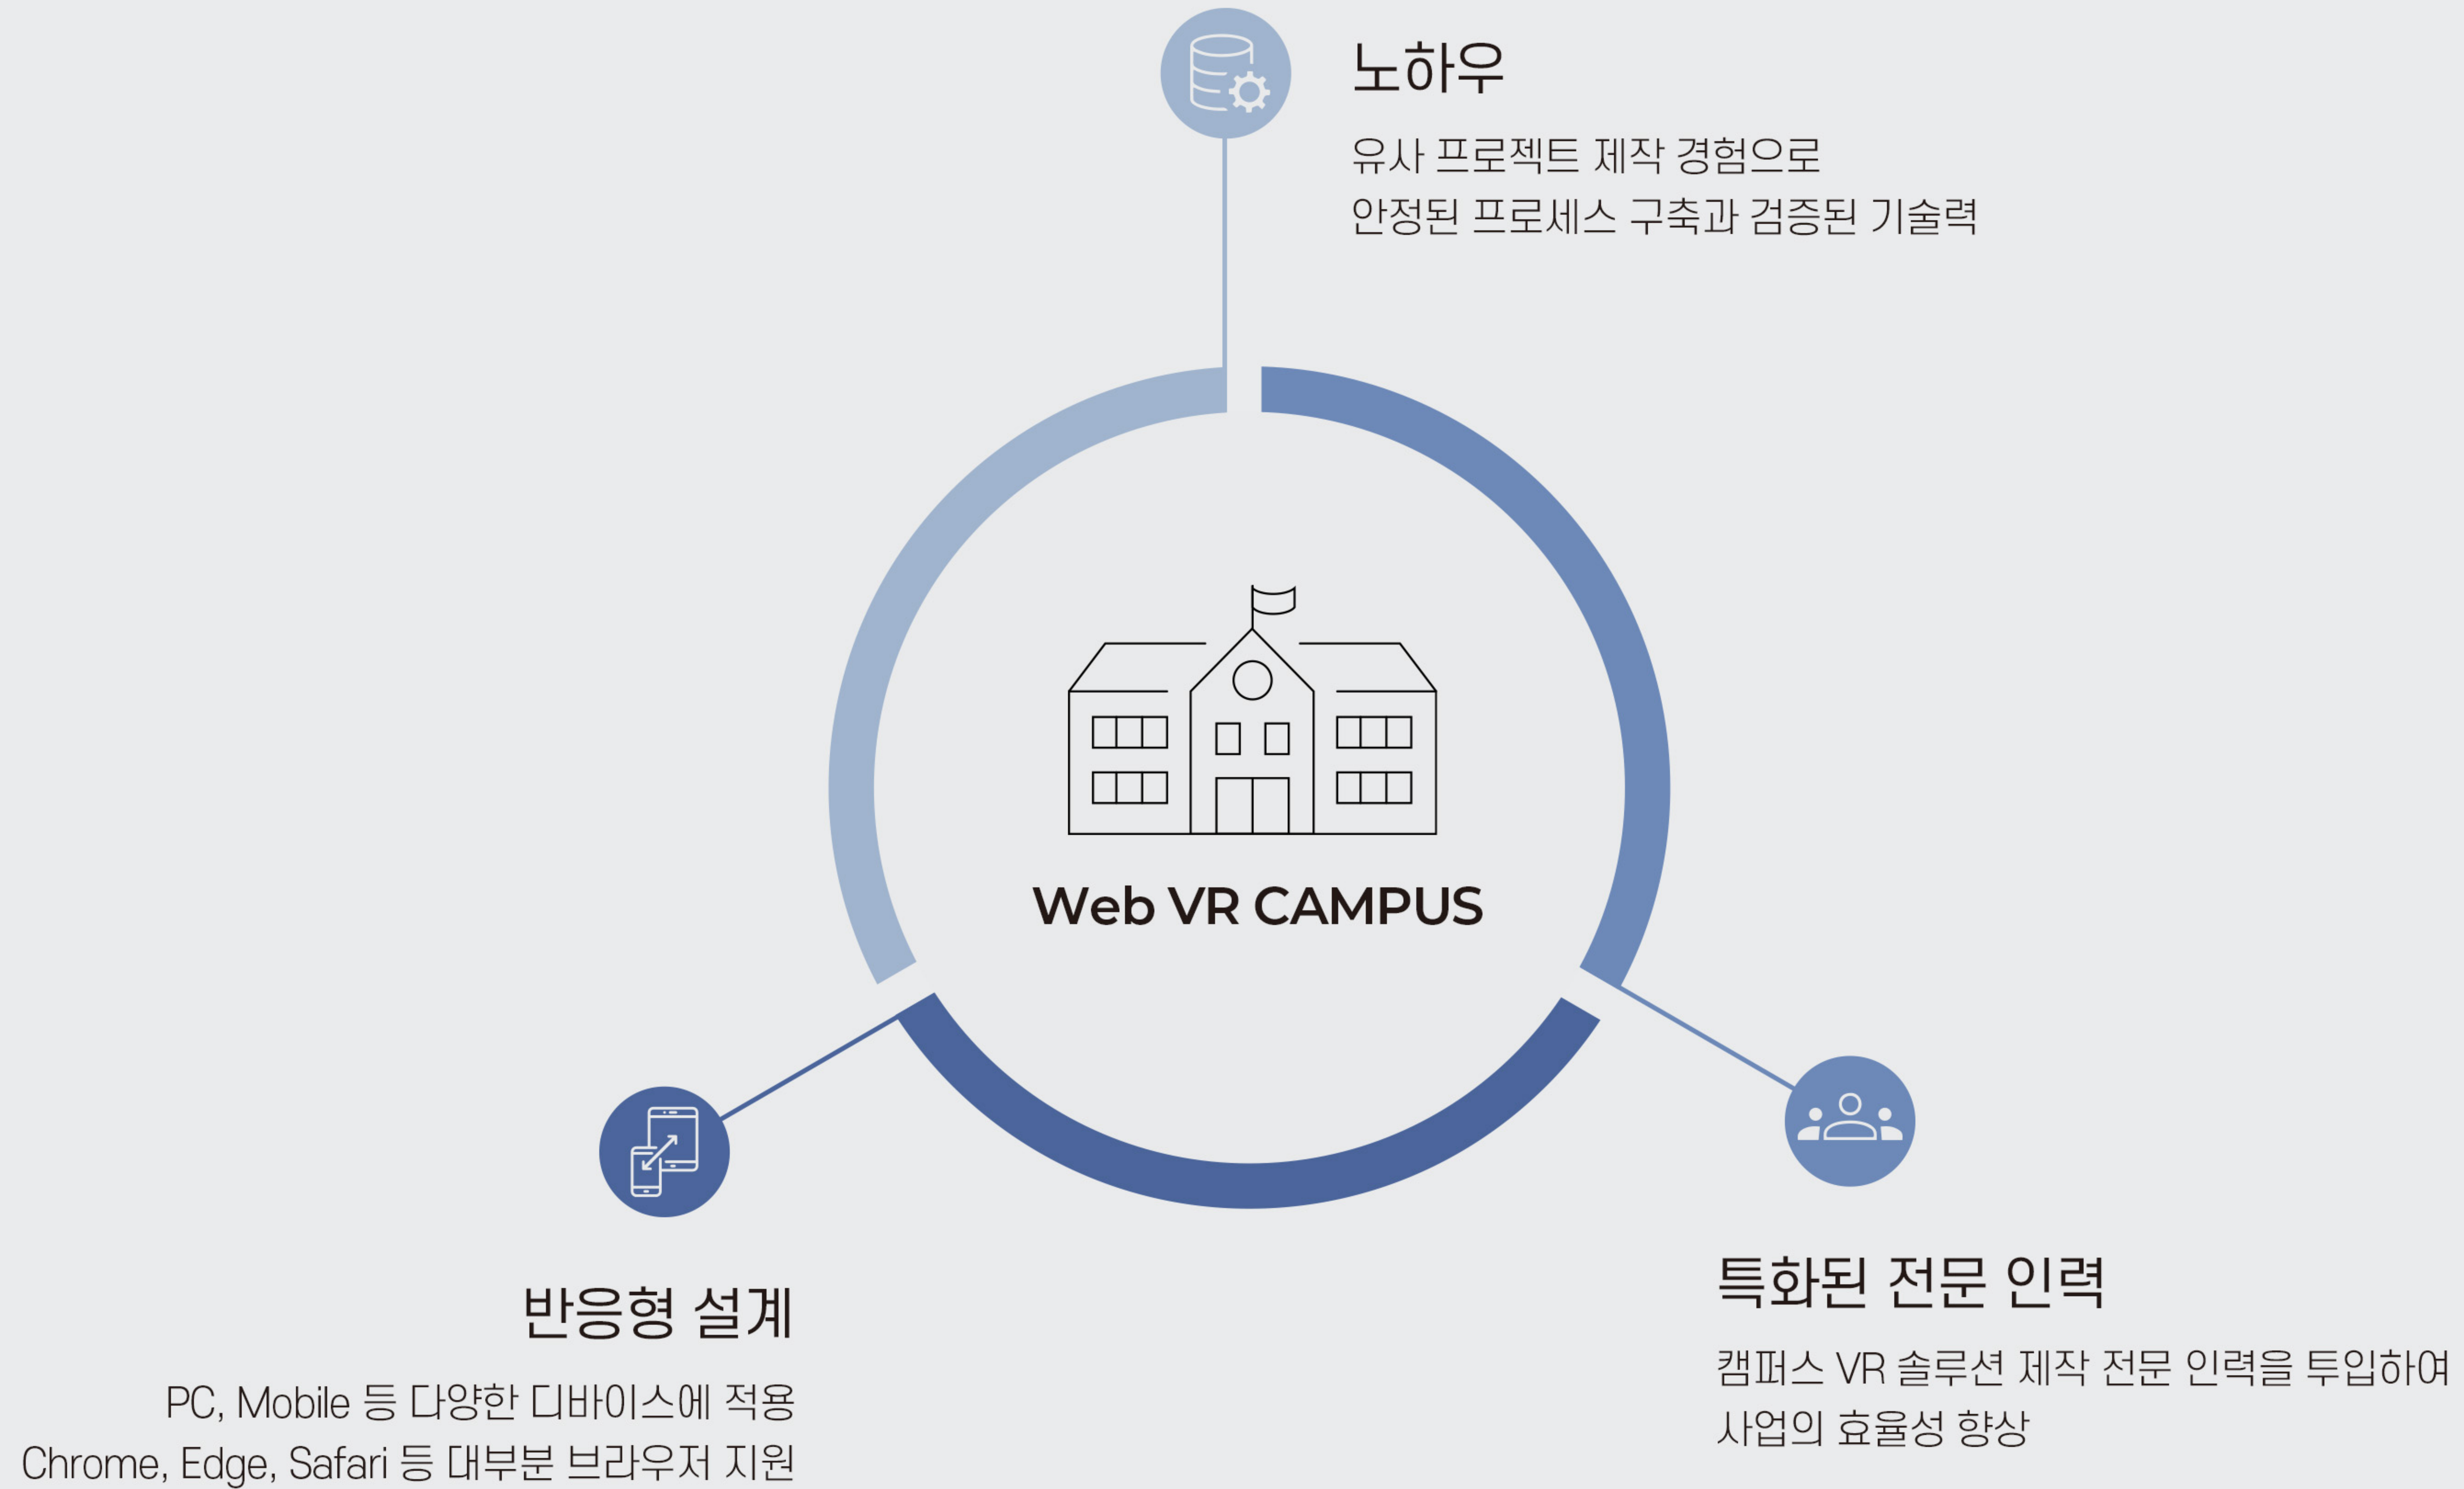 노하우
유사 프로젝트 제작 경험으로
안정된 프로세스 구축과 검증된 기술력
Web VR CAMPUS
반응형 설계
PC, Mobile 등 다양한 디바이스에 적용
Chrome, Edge, Safari 등 대부분 브라우저 지원
특화된 전문 인력
캠퍼스 VR 솔루션 제작 전문 인력을 투입하여
사업의 효율성 향상